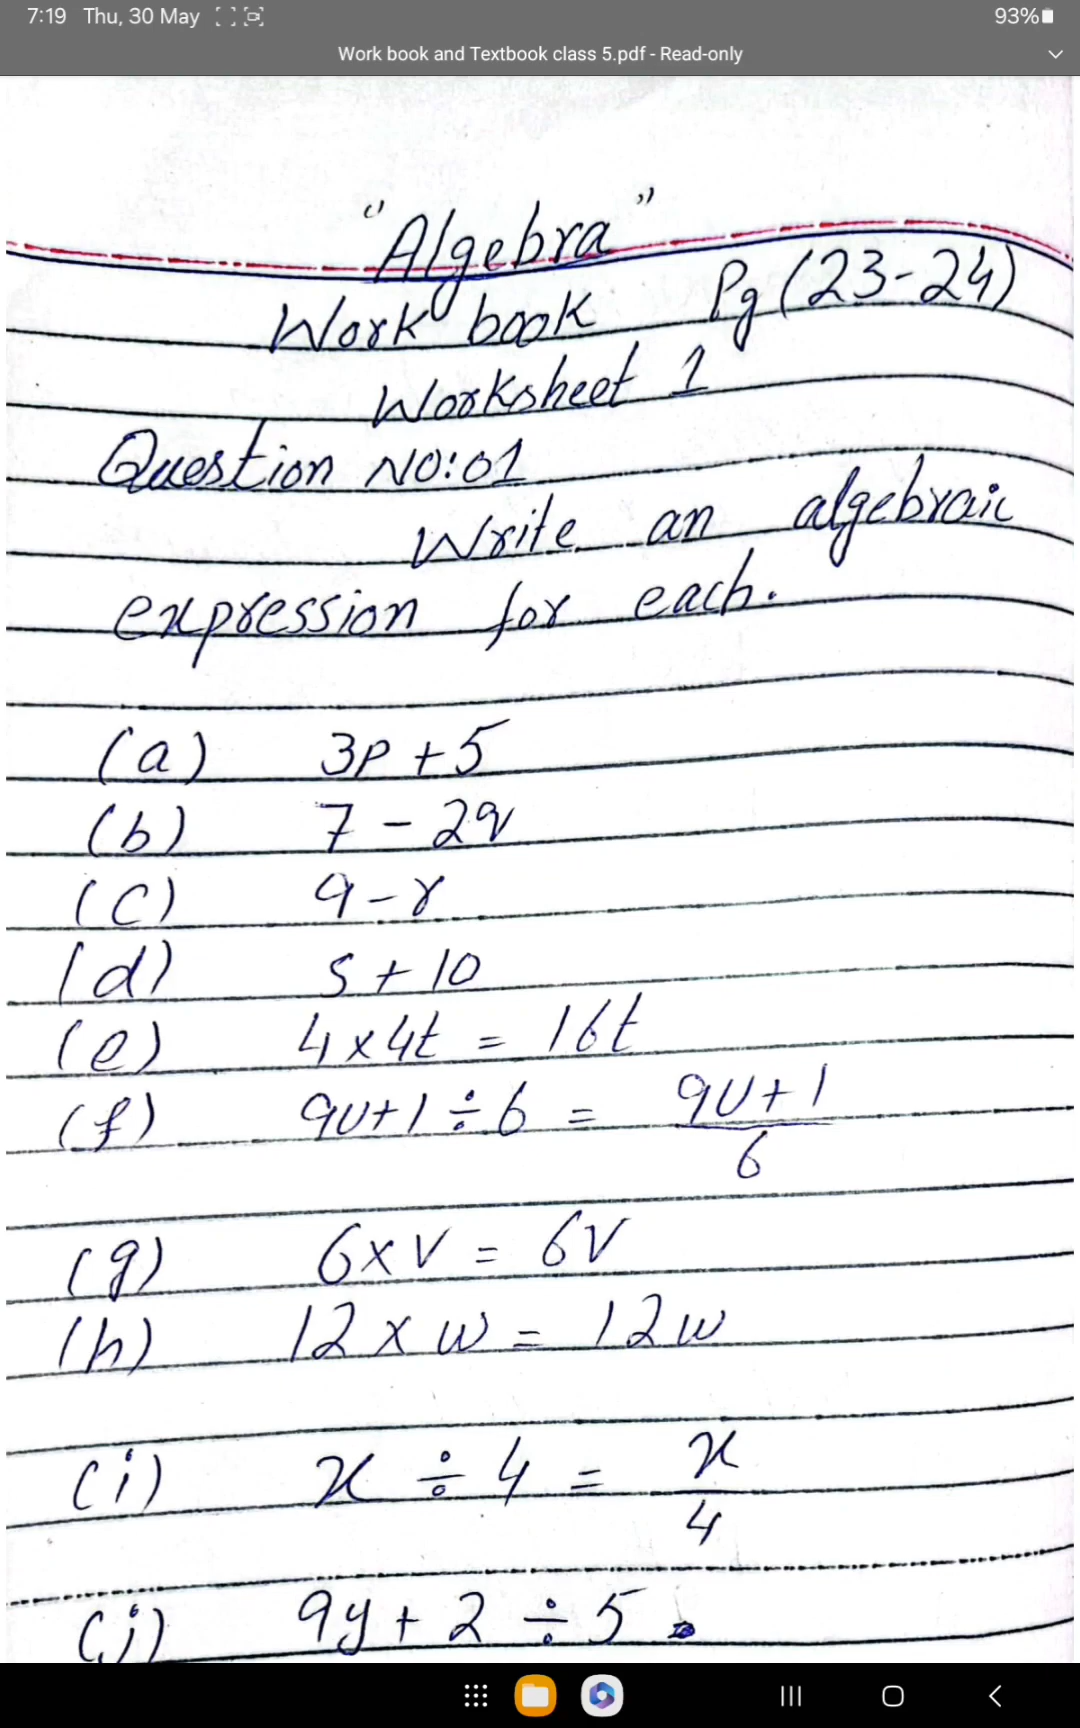 7:19 Thu, 30 May
93%
Work book and Textbook class 5.pdf - Read-only
"Algebra"
Work book Pg (23-24)
Worksheet 1
Question NO:01
Write an algebraic
expression for each.
(a) 3p + 5
(b) 7 - 2q
(c) 9 - r
(d) s + 10
(e) 4 x 4t = 16t
(f) 9u+1 ÷ 6 = 9u+1
6
(g) 6 x v = 6v
(h) 12 x w = 12w
(i) x ÷ 4 = x
4
(j) 9y + 2 ÷ 5